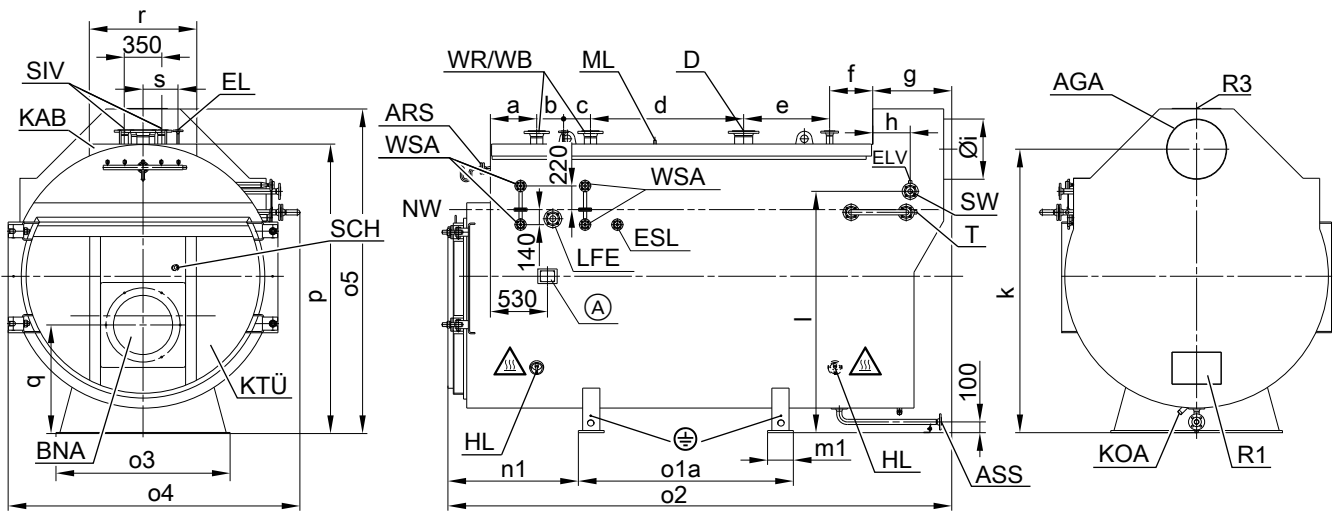 r
350
SIV
s
EL
KAB
SCH
p
o5
q
KTÜ
BNA
o3
o4
WR/WB
ML
D
f
g
a
b
c
d
e
h
ARS
WSA
220
WSA
ELV
Øi
NW
SW
140
LFE
ESL
T
530
A
l
100
HL
m1
HL
ASS
n1
o1a
o2
AGA
R3
k
KOA
R1